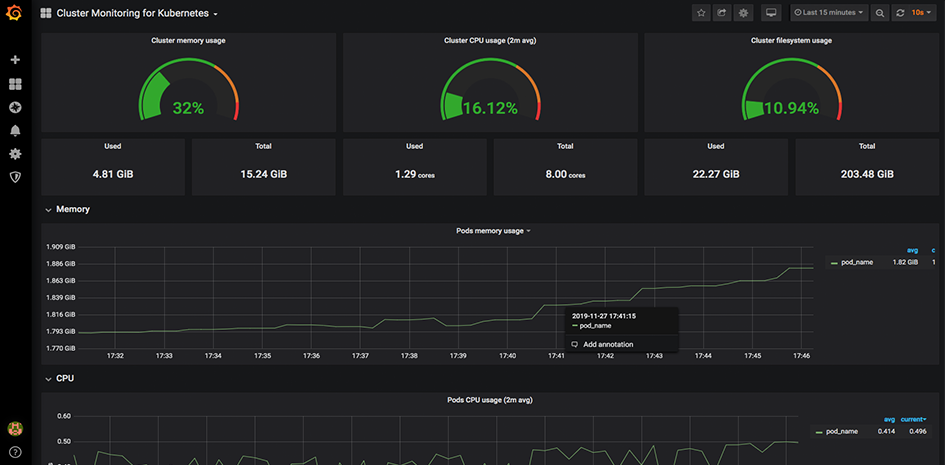 Cluster Monitoring for Kubernetes
Last 15 minutes
10s
Cluster memory usage
Cluster CPU usage (2m avg)
Cluster filesystem usage
32%
16.12%
10.94%
Used
Total
Used
Total
Used
Total
4.81 GiB
15.24 GiB
1.29 cores
8.00 cores
22.27 GiB
203.48 GiB
Memory
Pods memory usage
1.909 GiB
1.886 GiB
1.863 GiB
1.839 GiB
1.816 GiB
1.793 GiB
1.770 GiB
17:32 17:33 17:34 17:35 17:36 17:37 17:38 17:39 17:40 17:41 17:42 17:43 17:44 17:45 17:46
avg c
pod_name 1.82 GiB 1
2019-11-27 17:41:15
pod_name
Add annotation
CPU
Pods CPU usage (2m avg)
0.60
0.50
avg current
pod_name 0.414 0.496